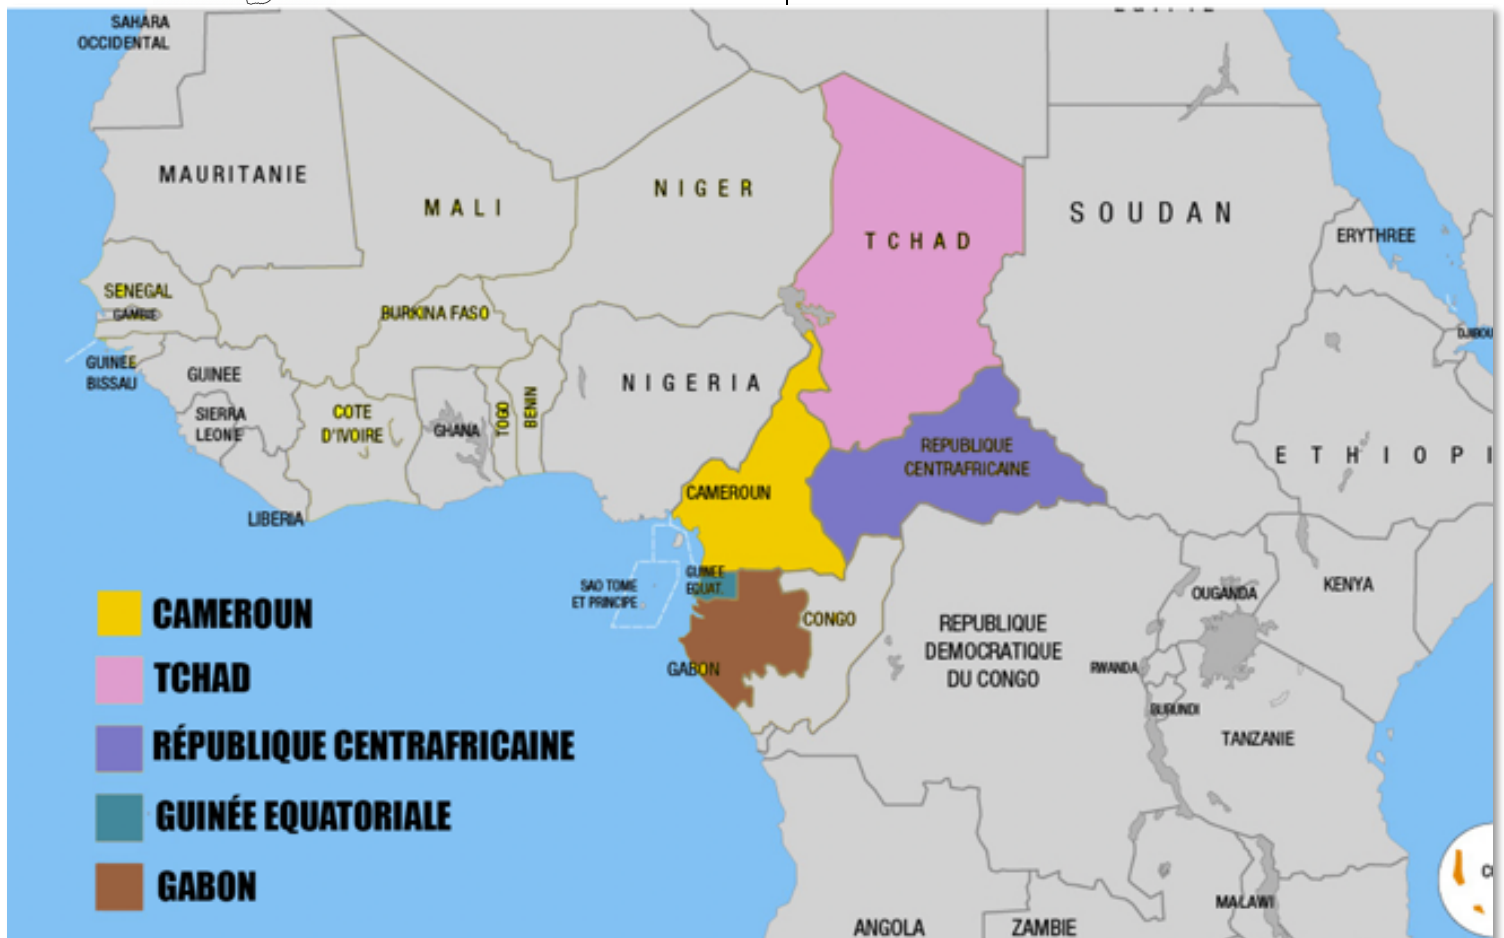 SAHARA
OCCIDENTAL
MAURITANIE
MALI
NIGER
TCHAD
SOUDAN
ERYTHREE
SENEGAL
GAMBIE
BURKINA FASO
DJIBOU
GUINEE
BISSAU
GUINEE
NIGERIA
SIERRA
LEONE
COTE
D'IVOIRE
GHANA
TOGO
BENIN
REPUBLIQUE
CENTRAFRICAINE
ETHIOPI
CAMEROUN
LIBERIA
SAO TOME
ET PRINCIPE
GUINEE
EQUAT.
CONGO
GABON
REPUBLIQUE
DEMOCRATIQUE
DU CONGO
OUGANDA
KENYA
RWANDA
BURUNDI
TANZANIE
MALAWI
ANGOLA
ZAMBIE
CAMEROUN
TCHAD
RÉPUBLIQUE CENTRAFRICAINE
GUINÉE EQUATORIALE
GABON